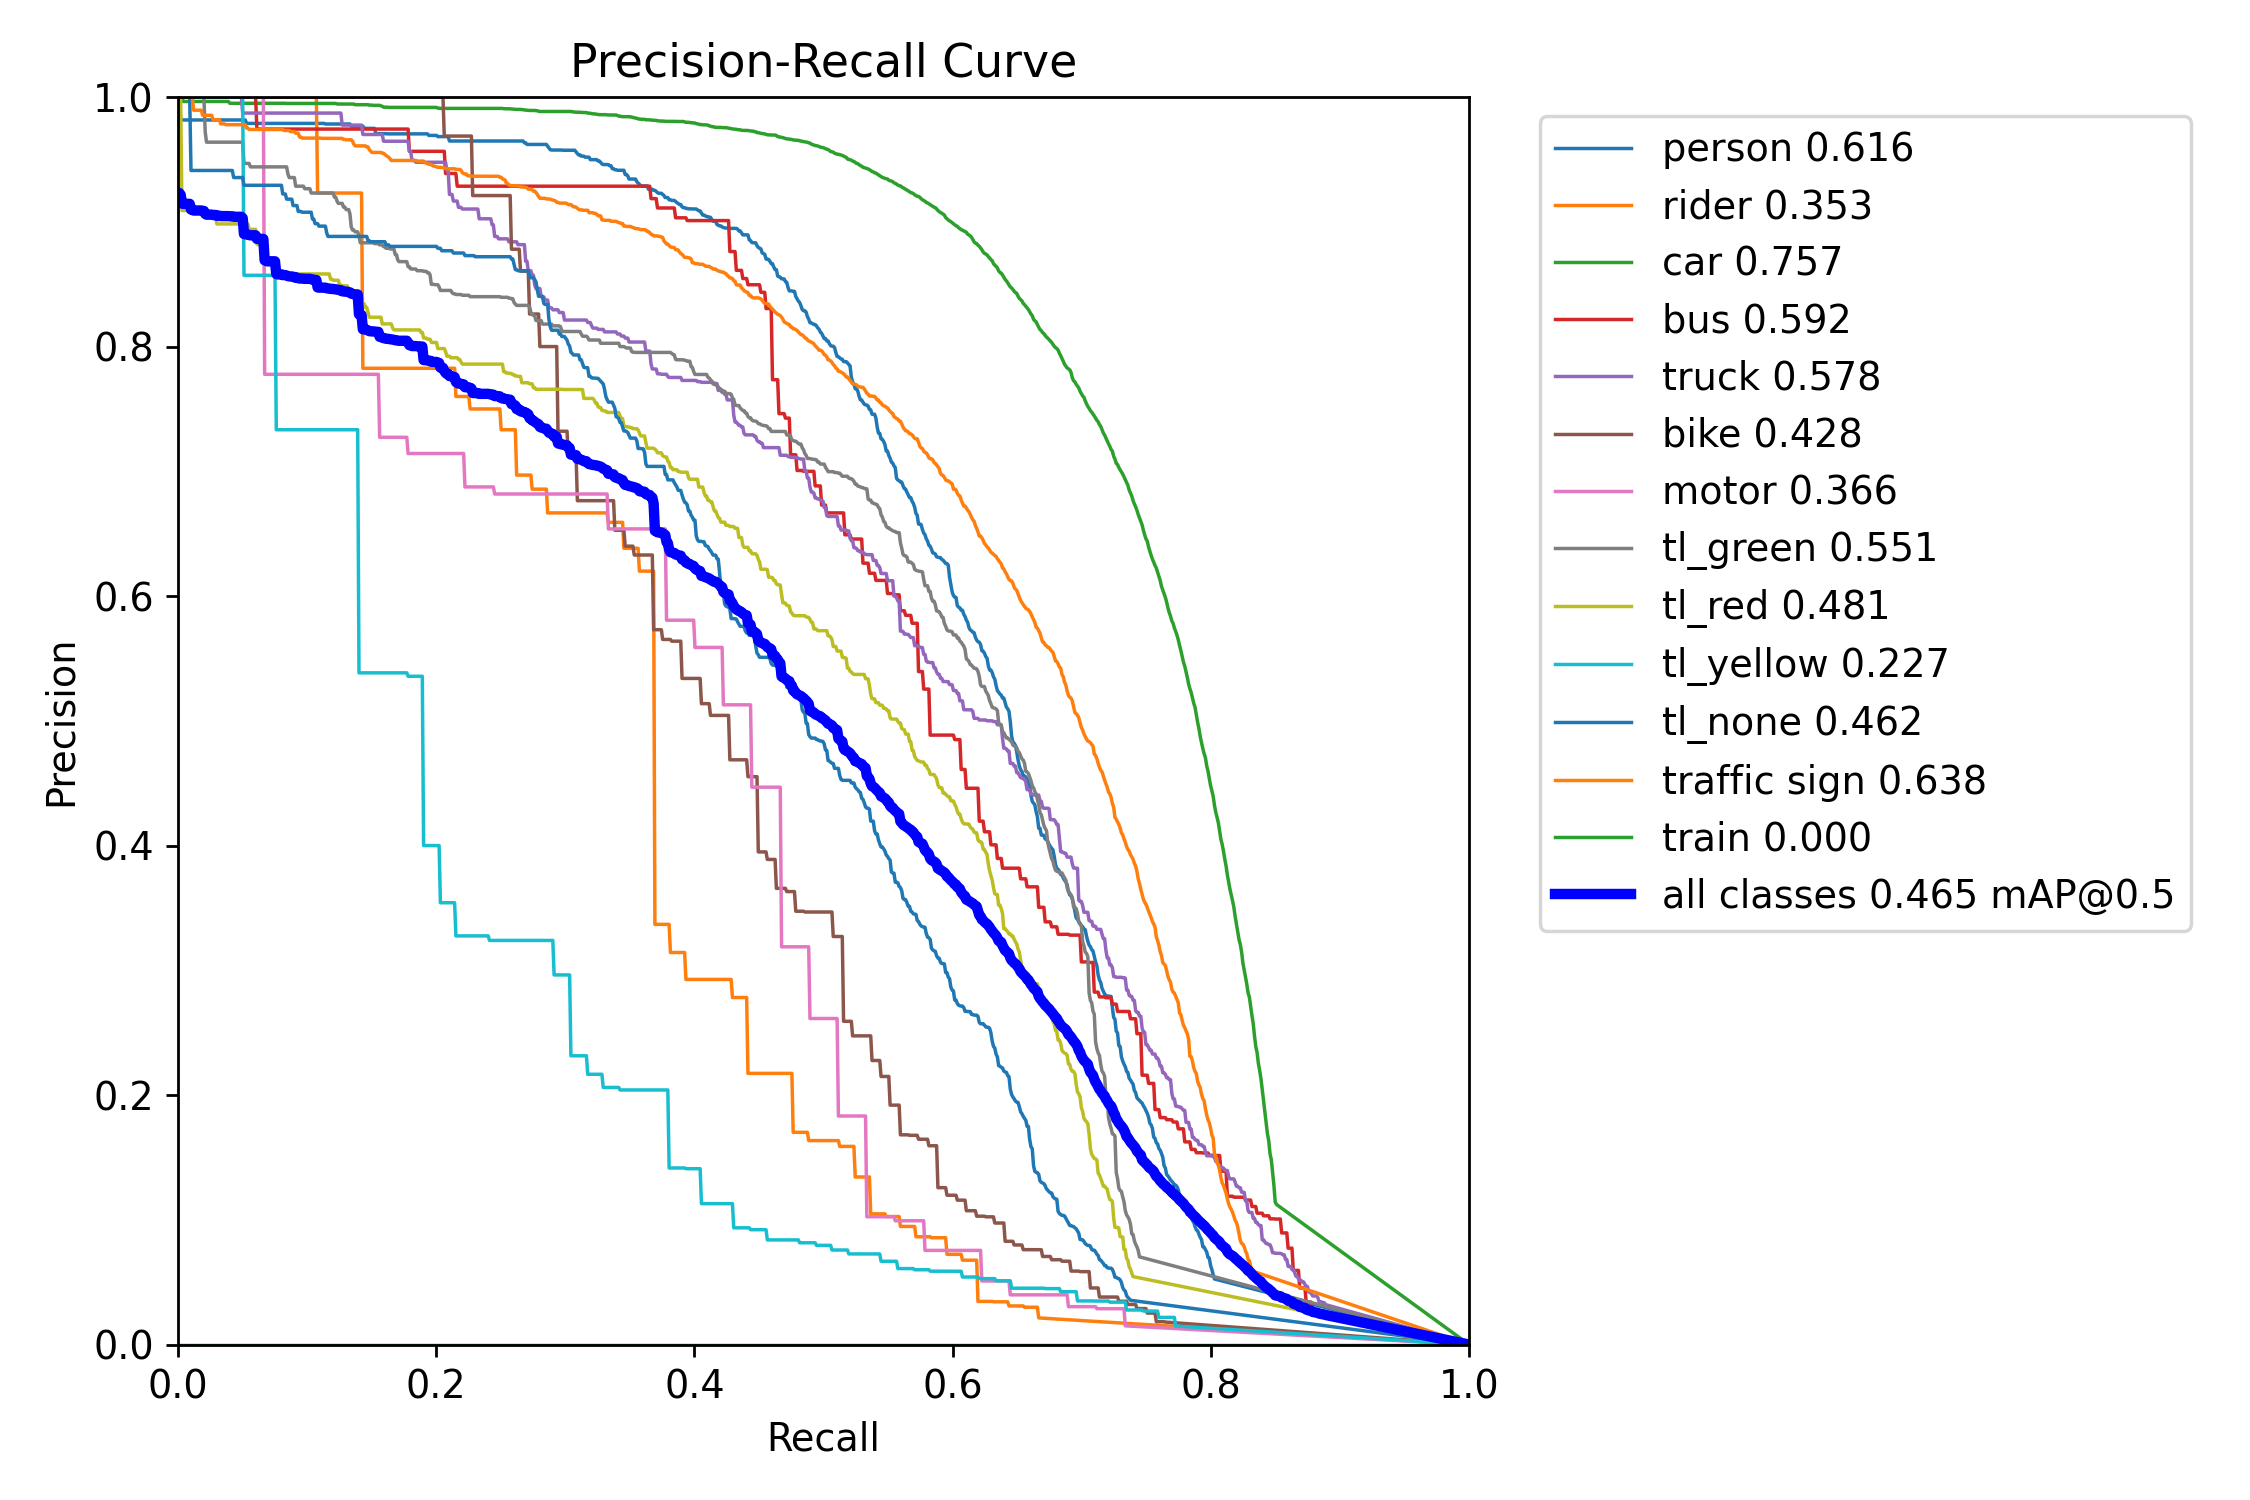 Precision-Recall Curve
1.0
0.8
0.6
0.4
0.2
0.0
Precision
0.0 0.2 0.4 0.6 0.8 1.0
Recall
person 0.616
rider 0.353
car 0.757
bus 0.592
truck 0.578
bike 0.428
motor 0.366
tl_green 0.551
tl_red 0.481
tl_yellow 0.227
tl_none 0.462
traffic sign 0.638
train 0.000
all classes 0.465 mAP@0.5